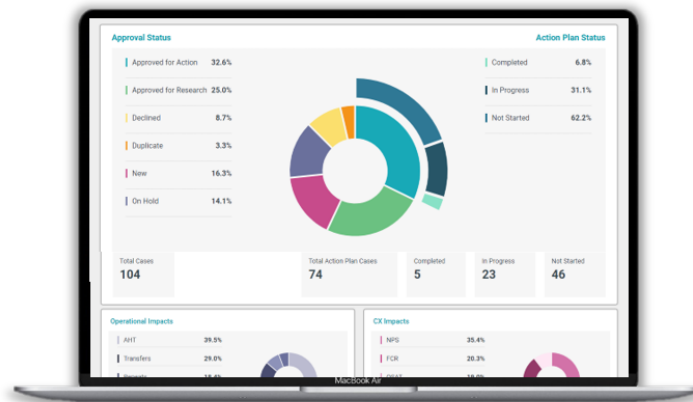 Approval Status
Action Plan Status
Approved for Action 32.6%
Approved for Research 25.0%
Declined 8.7%
Duplicate 3.3%
New 16.3%
On Hold 14.1%
Completed 6.8%
In Progress 31.1%
Not Started 62.2%
Total Cases
104
Total Action Plan Cases
74
Completed
5
In Progress
23
Not Started
46
Operational Impacts
AHT 39.5%
Transfers 29.0%
CX Impacts
NPS 35.4%
FCR 20.3%
MacBook Air